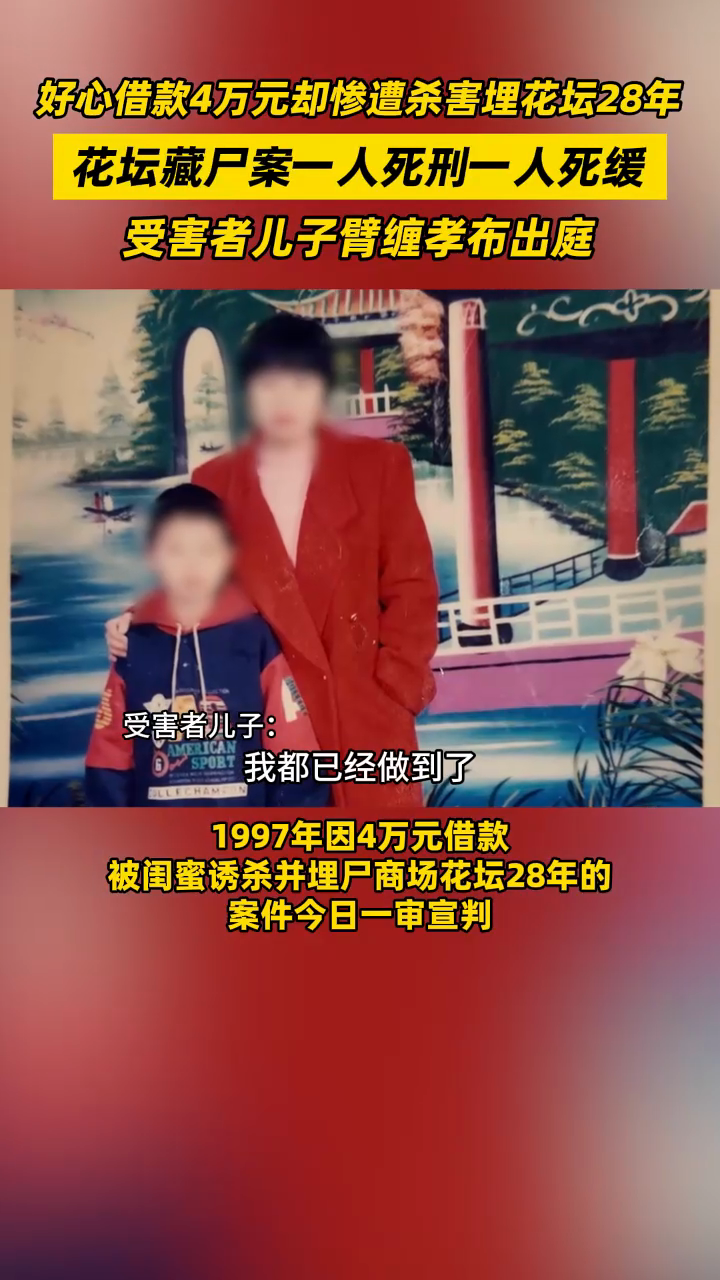 好心借款4万元却惨遭杀害埋花坛28年
花坛藏尸案一人死刑一人死缓
受害者儿子臂缠孝布出庭
受害者儿子：
我都已经做到了
AMERICAN
SPORT
6
1997年因4万元借款
被闺蜜诱杀并埋尸商场花坛28年的
案件今日一审宣判